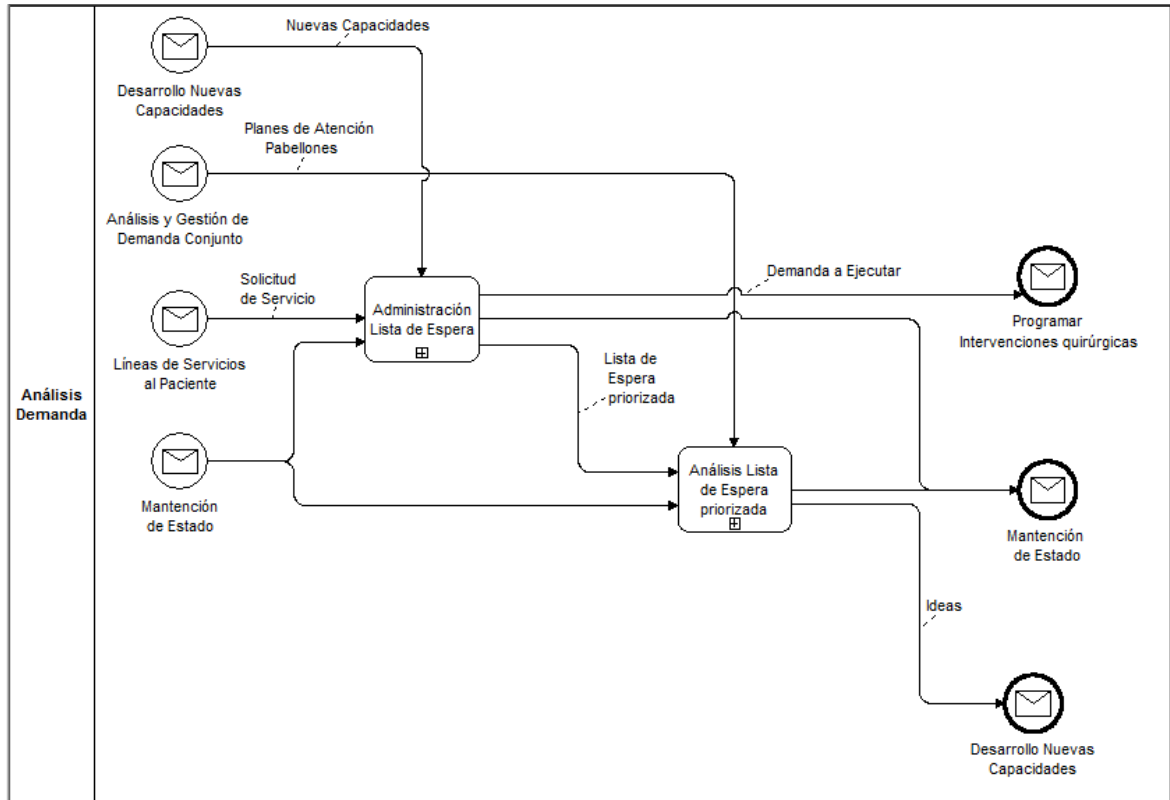 Nuevas Capacidades
Desarrollo Nuevas
Capacidades
Planes de Atención
Pabellones
Análisis y Gestión de
Demanda Conjunto
Solicitud
de Servicio
Líneas de Servicios
al Paciente
Administración
Lista de Espera
Demanda a Ejecutar
Programar
Intervenciones quirúrgicas
Lista de
Espera
priorizada
Análisis
Demanda
Mantención
de Estado
Análisis Lista
de Espera
priorizada
Mantención
de Estado
Ideas
Desarrollo Nuevas
Capacidades